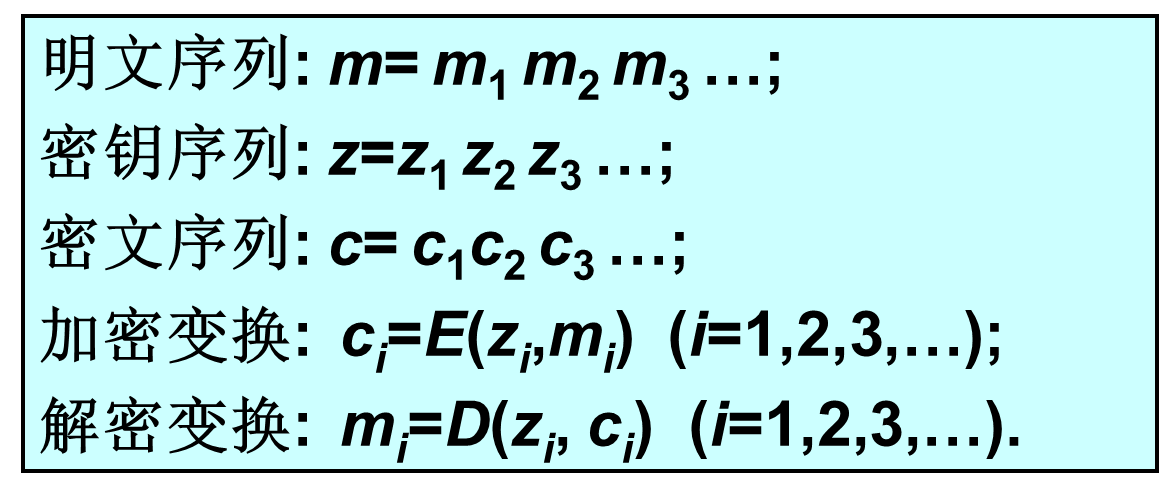 明文序列: m= m1 m2 m3 …;
密钥序列: z=z1 z2 z3 …;
密文序列: c= c1c2 c3 …;
加密变换: ci=E(zi,mi) (i=1,2,3,…);
解密变换: mi=D(zi, ci) (i=1,2,3,…).